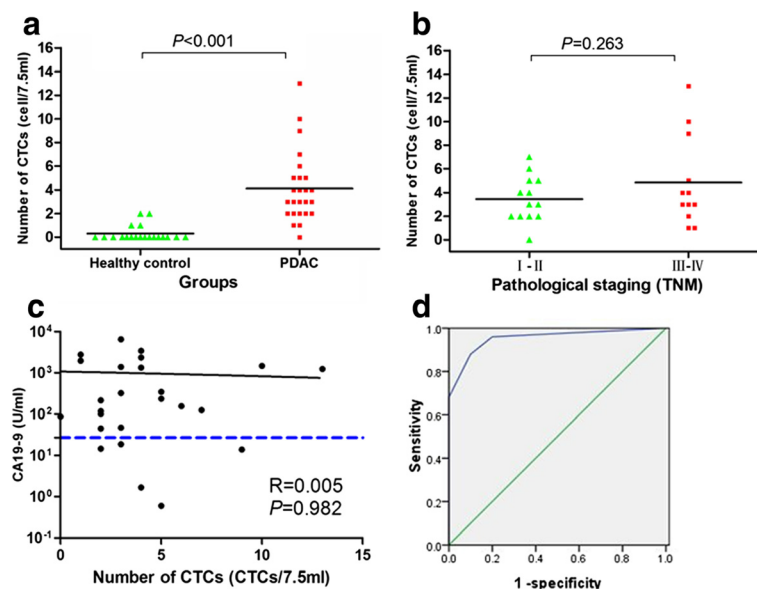 a
P<0.001
Number of CTCs (cell/7.5ml)
16
14
12
10
8
6
4
2
0
Healthy control PDAC
Groups
b
P=0.263
Number of CTCs (cell/7.5ml)
16
14
12
10
8
6
4
2
0
Ⅰ-Ⅱ Ⅲ-Ⅳ
Pathological staging (TNM)
c
CA19-9 (U/ml)
10⁴
10³
10²
10¹
10⁰
10⁻¹
R=0.005
P=0.982
0 5 10 15
Number of CTCs (CTCs/7.5ml)
d
Sensitivity
1.0
0.8
0.6
0.4
0.2
0.0
0.0 0.2 0.4 0.6 0.8 1.0
1 -specificity